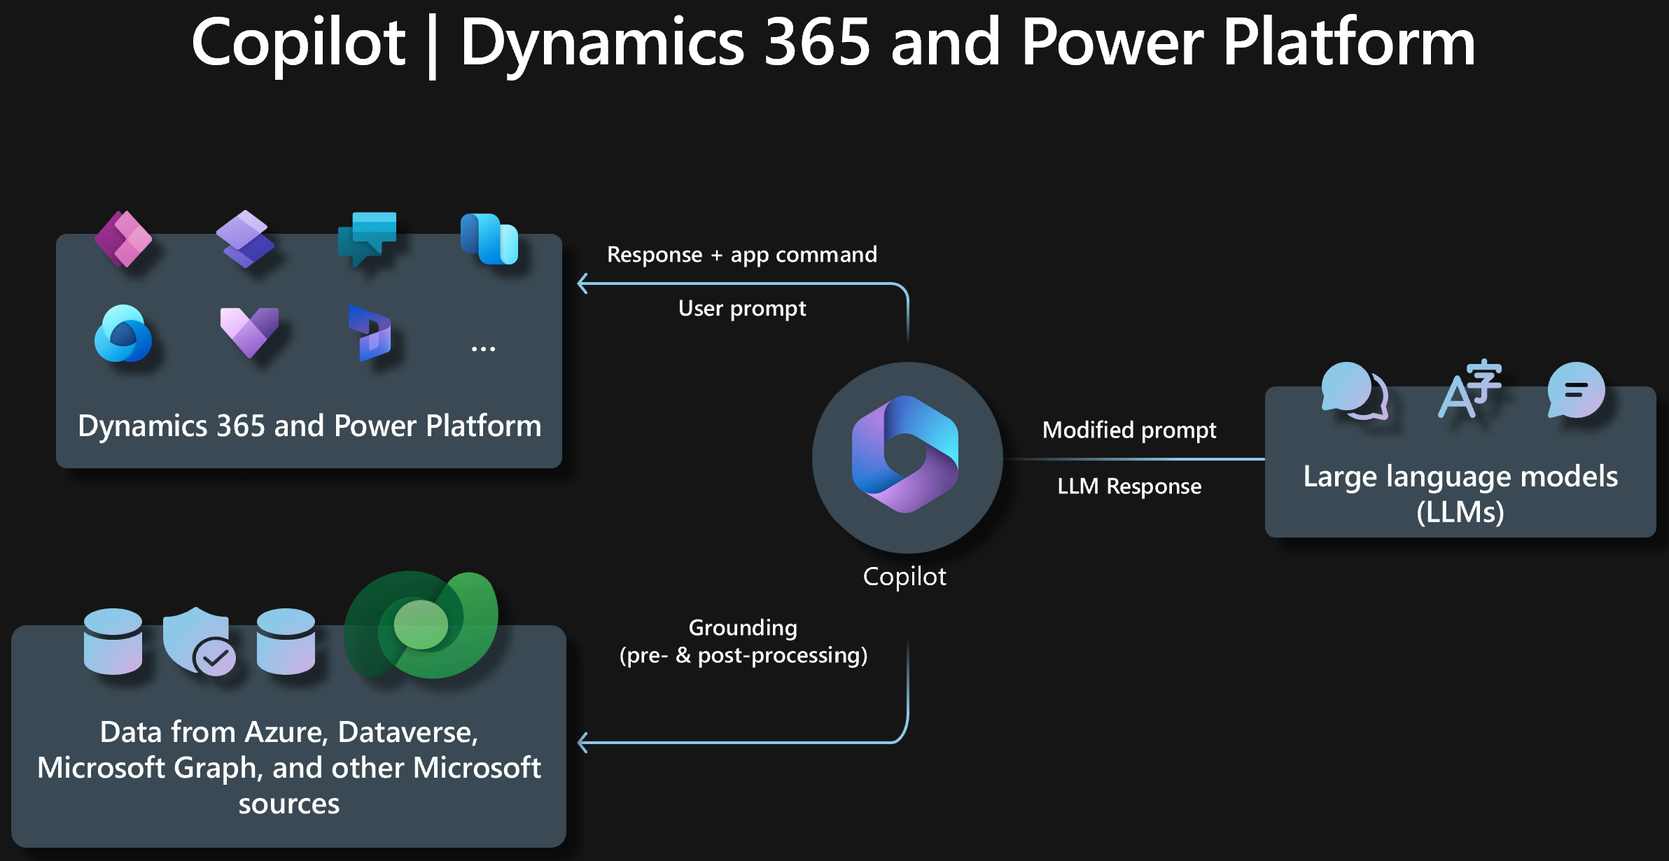 Copilot | Dynamics 365 and Power Platform
Response + app command
User prompt
...
Dynamics 365 and Power Platform
Modified prompt
LLM Response
Large language models
(LLMs)
Copilot
Grounding
(pre- & post-processing)
Data from Azure, Dataverse,
Microsoft Graph, and other Microsoft
sources